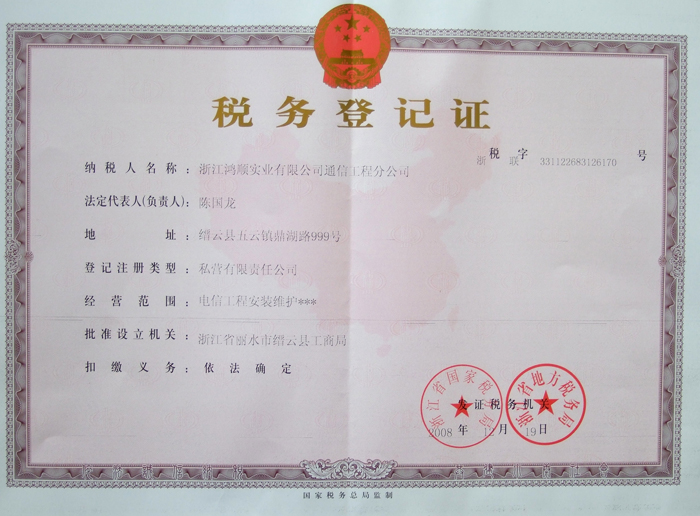 税务登记证
浙 税 联 字 331122683126170 号
纳税人名称：浙江鸿顺实业有限公司通信工程分公司
法定代表人(负责人)：陈国龙
地 址：缙云县五云镇鼎湖路999号
登记注册类型：私营有限责任公司
经营范围：电信工程安装维护***
批准设立机关：浙江省丽水市缙云县工商局
扣缴义务：依法确定
浙江省国家税务局
浙江省地方税务局
发证税务机关
2008 年 12 月 19 日
国家税务总局监制